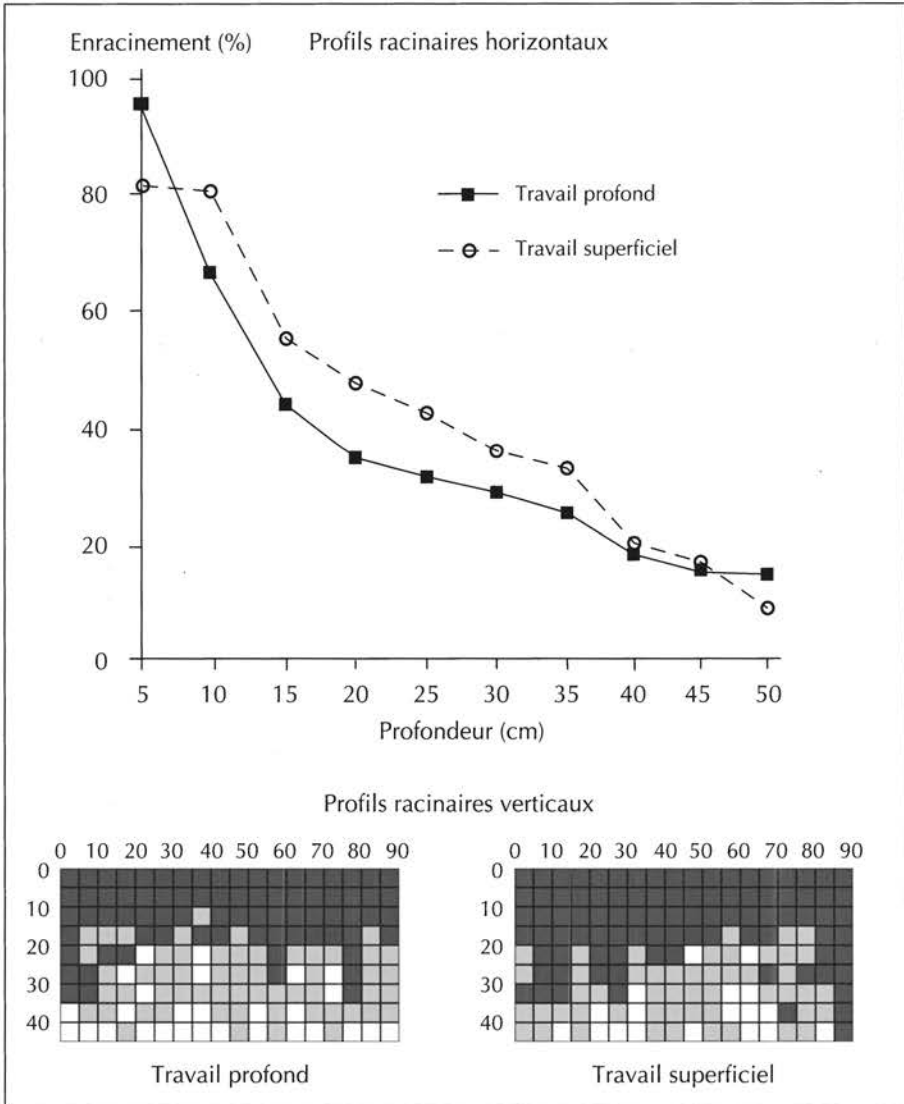 Enracinement (%) Profils racinaires horizontaux
100
80
60
40
20
0
Travail profond
Travail superficiel
5 10 15 20 25 30 35 40 45 50
Profondeur (cm)
Profils racinaires verticaux
0 10 20 30 40 50 60 70 80 90
0
10
20
30
40
Travail profond
0 10 20 30 40 50 60 70 80 90
0
10
20
30
40
Travail superficiel